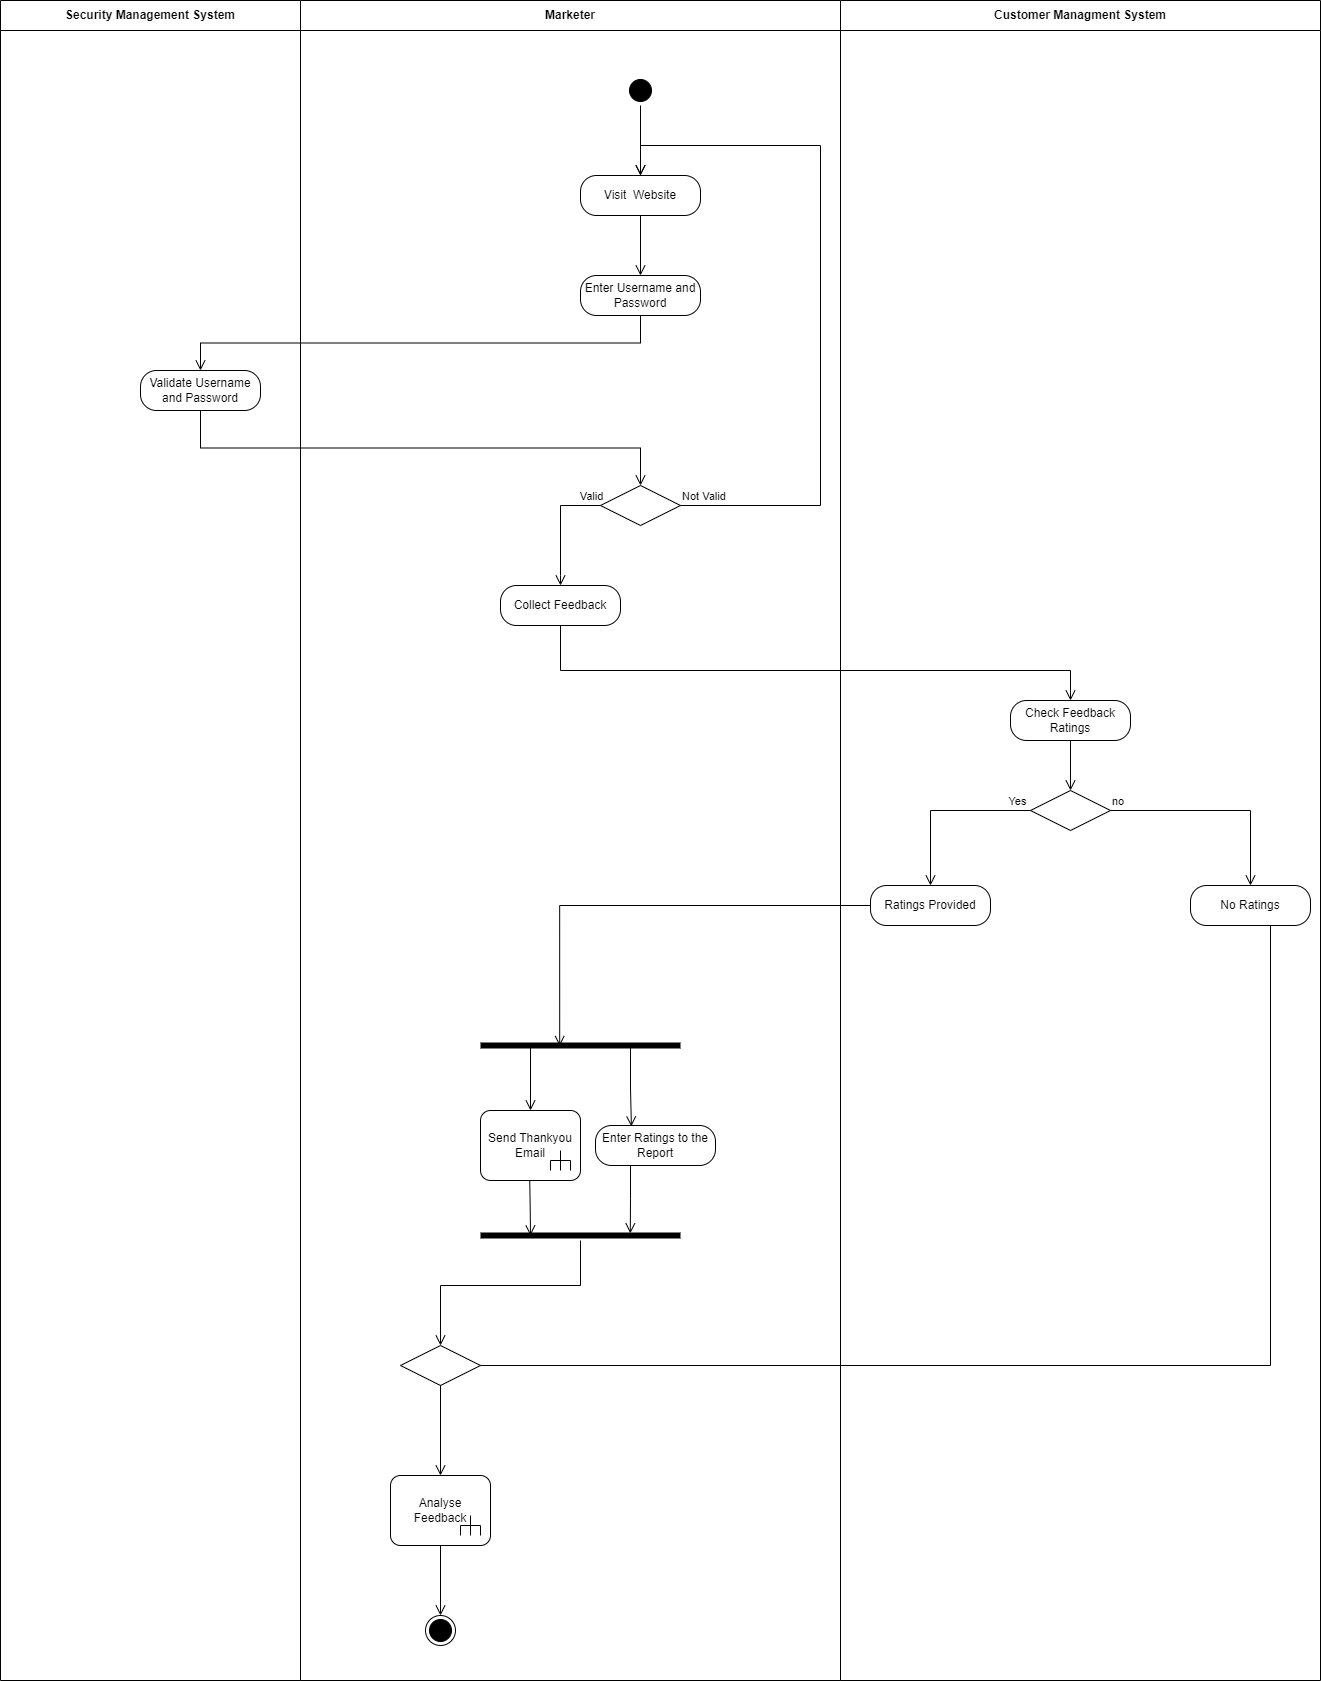 Security Management System
Marketer
Customer Managment System
Visit  Website
Enter Username and
Password
Validate Username
and Password
Valid
Not Valid
Collect Feedback
Check Feedback
Ratings
Yes
no
Ratings Provided
No Ratings
Send Thankyou
Email
Enter Ratings to the
Report
Analyse
Feedback